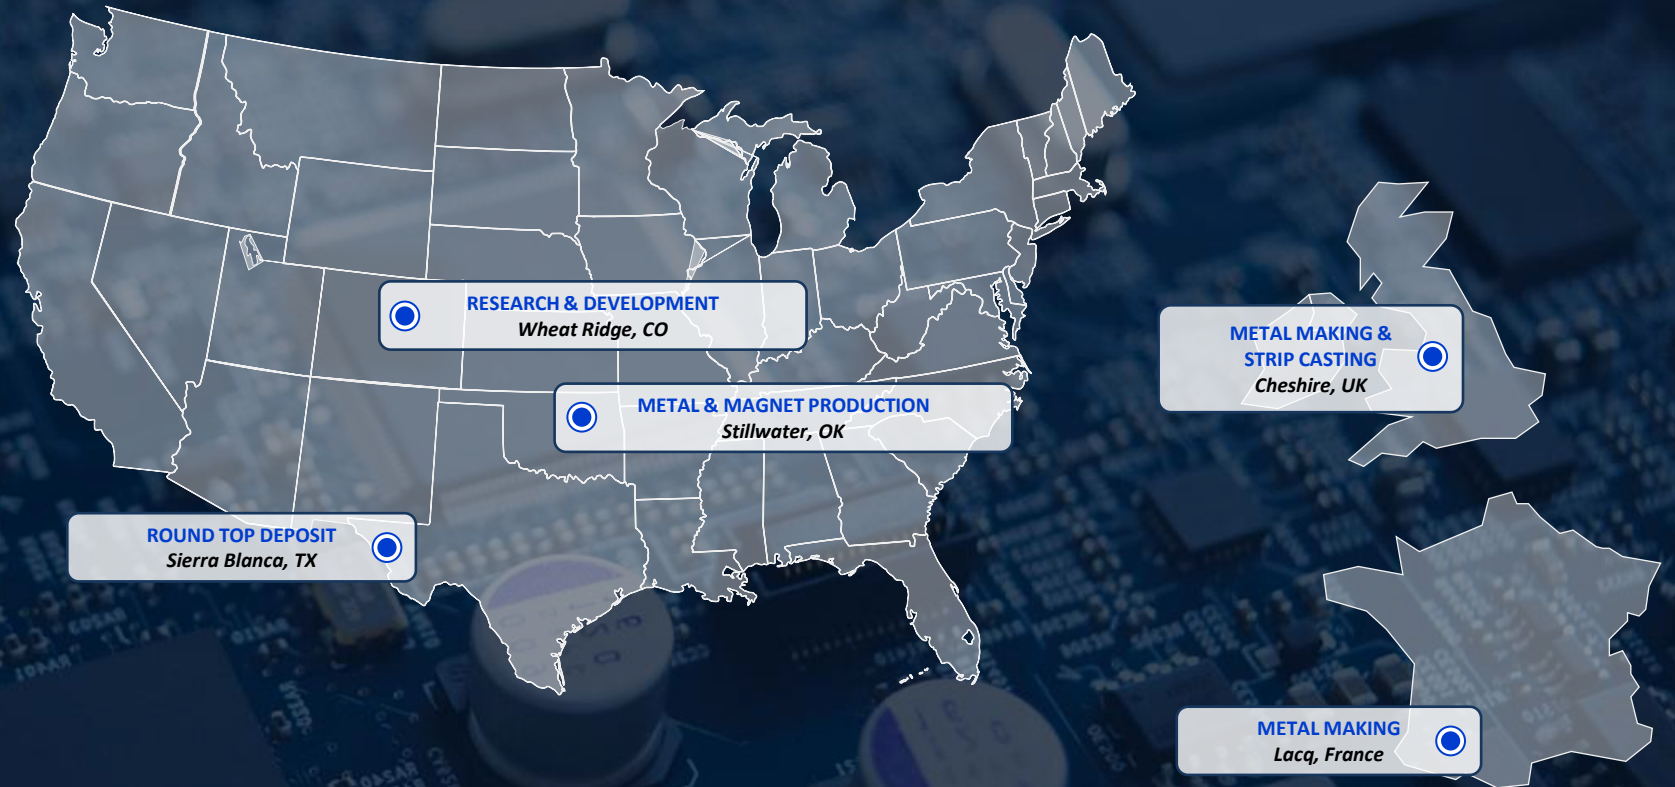 RESEARCH & DEVELOPMENT
Wheat Ridge, CO
METAL & MAGNET PRODUCTION
Stillwater, OK
ROUND TOP DEPOSIT
Sierra Blanca, TX
METAL MAKING &
STRIP CASTING
Cheshire, UK
METAL MAKING
Lacq, France